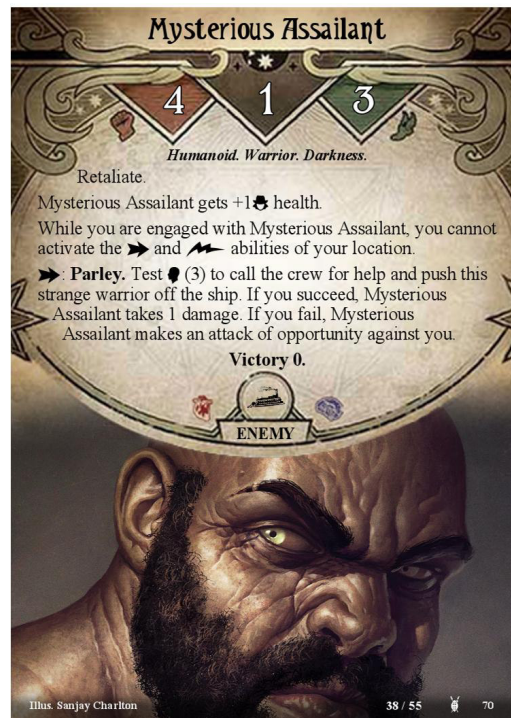 Mysterious Assailant
4 1 3
Humanoid. Warrior. Darkness.
Retaliate.
Mysterious Assailant gets +1 health.
While you are engaged with Mysterious Assailant, you cannot
activate the and abilities of your location.
: Parley. Test (3) to call the crew for help and push this
strange warrior off the ship. If you succeed, Mysterious
Assailant takes 1 damage. If you fail, Mysterious
Assailant makes an attack of opportunity against you.
Victory 0.
ENEMY
Illus. Sanjay Charlton 38 / 55 70